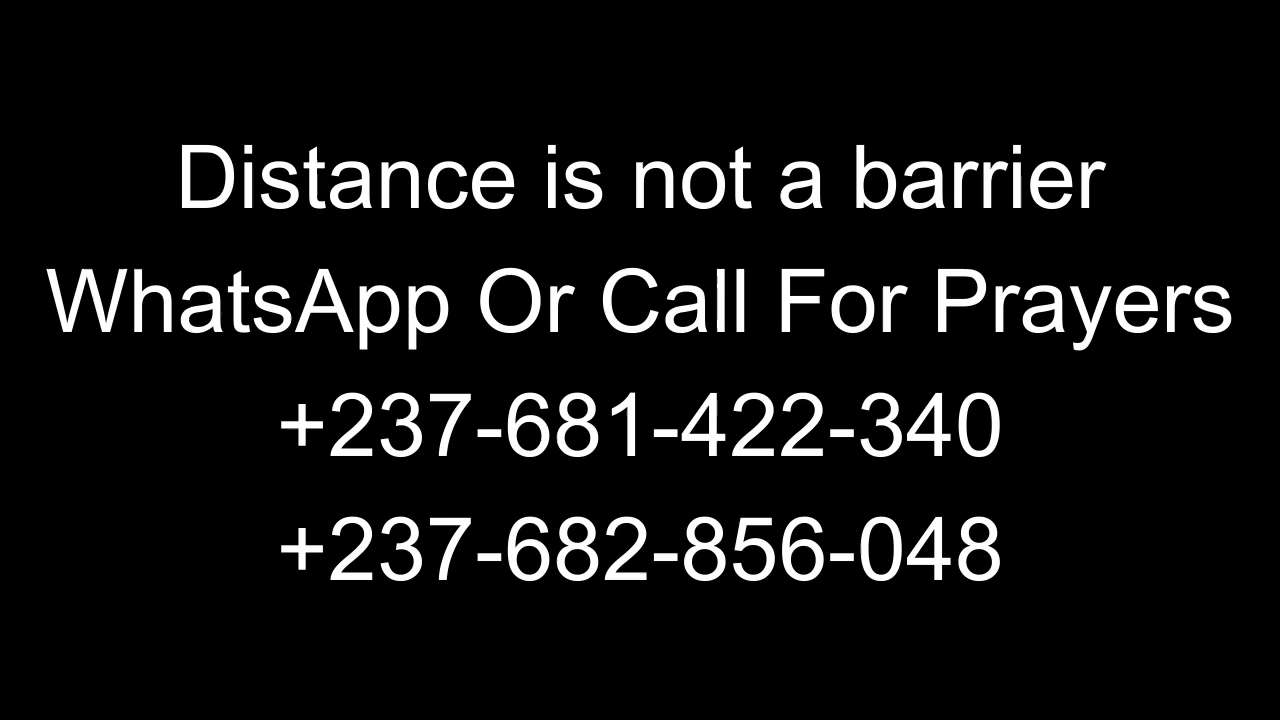 Distance is not a barrier
WhatsApp Or Call For Prayers
+237-681-422-340
+237-682-856-048